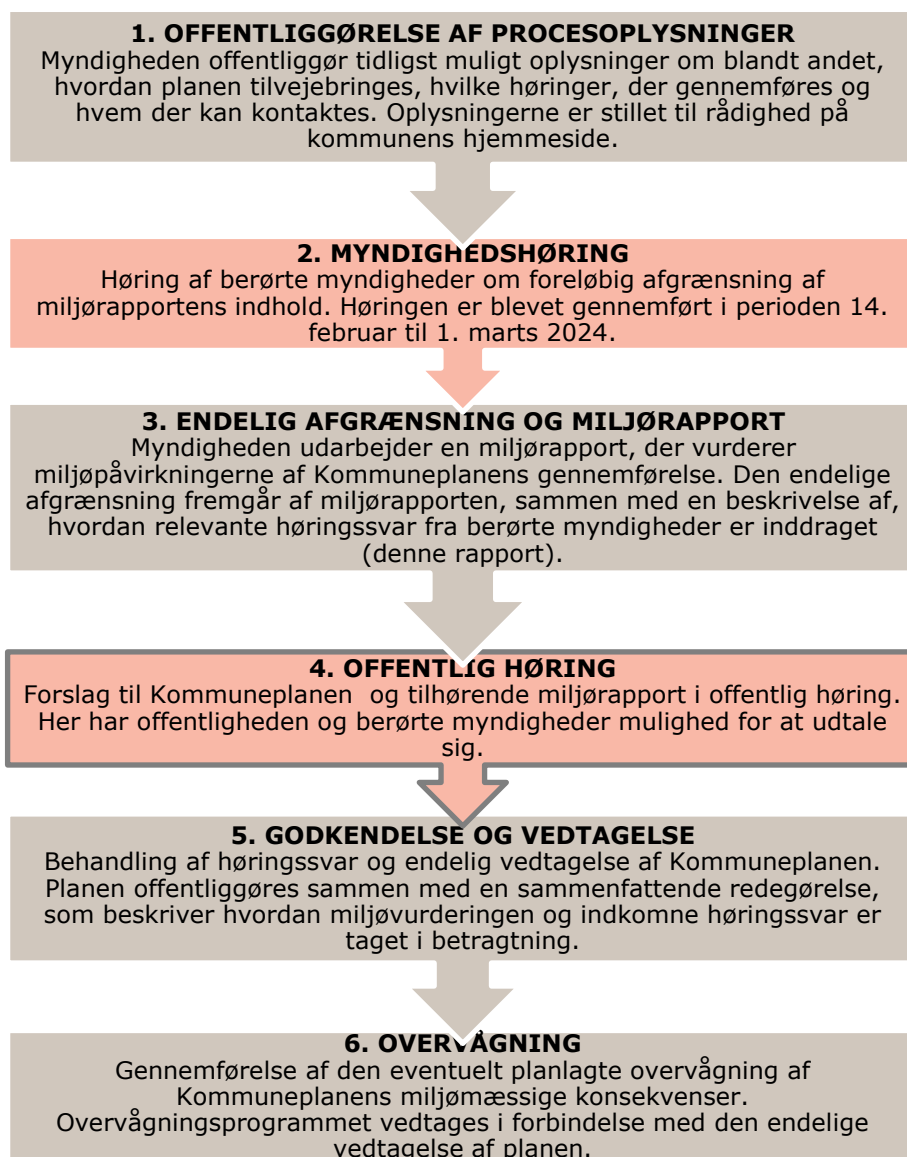 1. OFFENTLIGGØRELSE AF PROCESOPLYSNINGER
Myndigheden offentliggør tidligst muligt oplysninger om blandt andet,
hvordan planen tilvejebringes, hvilke høringer, der gennemføres og
hvem der kan kontaktes. Oplysningerne er stillet til rådighed på
kommunens hjemmeside.
2. MYNDIGHEDSHØRING
Høring af berørte myndigheder om foreløbig afgrænsning af
miljørapportens indhold. Høringen er blevet gennemført i perioden 14.
februar til 1. marts 2024.
3. ENDELIG AFGRÆNSNING OG MILJØRAPPORT
Myndigheden udarbejder en miljørapport, der vurderer
miljøpåvirkningerne af Kommuneplanens gennemførelse. Den endelige
afgrænsning fremgår af miljørapporten, sammen med en beskrivelse af,
hvordan relevante høringssvar fra berørte myndigheder er inddraget
(denne rapport).
4. OFFENTLIG HØRING
Forslag til Kommuneplanen og tilhørende miljørapport i offentlig høring.
Her har offentligheden og berørte myndigheder mulighed for at udtale
sig.
5. GODKENDELSE OG VEDTAGELSE
Behandling af høringssvar og endelig vedtagelse af Kommuneplanen.
Planen offentliggøres sammen med en sammenfattende redegørelse,
som beskriver hvordan miljøvurderingen og indkomne høringssvar er
taget i betragtning.
6. OVERVÅGNING
Gennemførelse af den eventuelt planlagte overvågning af
Kommuneplanens miljømæssige konsekvenser.
Overvågningsprogrammet vedtages i forbindelse med den endelige
vedtagelse af planen.